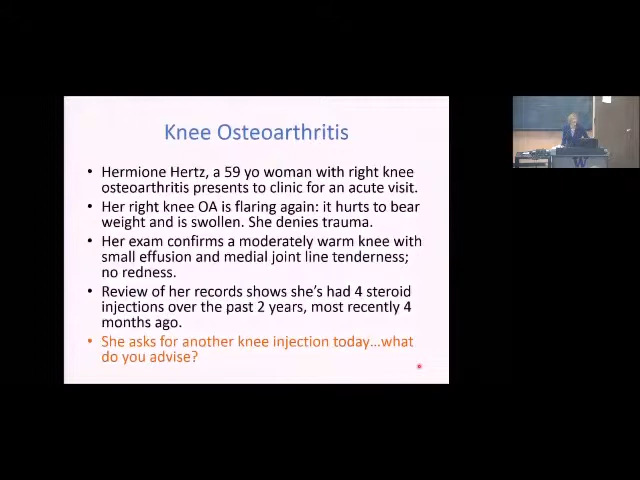 Knee Osteoarthritis
• Hermione Hertz, a 59 yo woman with right knee
osteoarthritis presents to clinic for an acute visit.
• Her right knee OA is flaring again: it hurts to bear
weight and is swollen. She denies trauma.
• Her exam confirms a moderately warm knee with
small effusion and medial joint line tenderness;
no redness.
• Review of her records shows she's had 4 steroid
injections over the past 2 years, most recently 4
months ago.
• She asks for another knee injection today...what
do you advise?
W